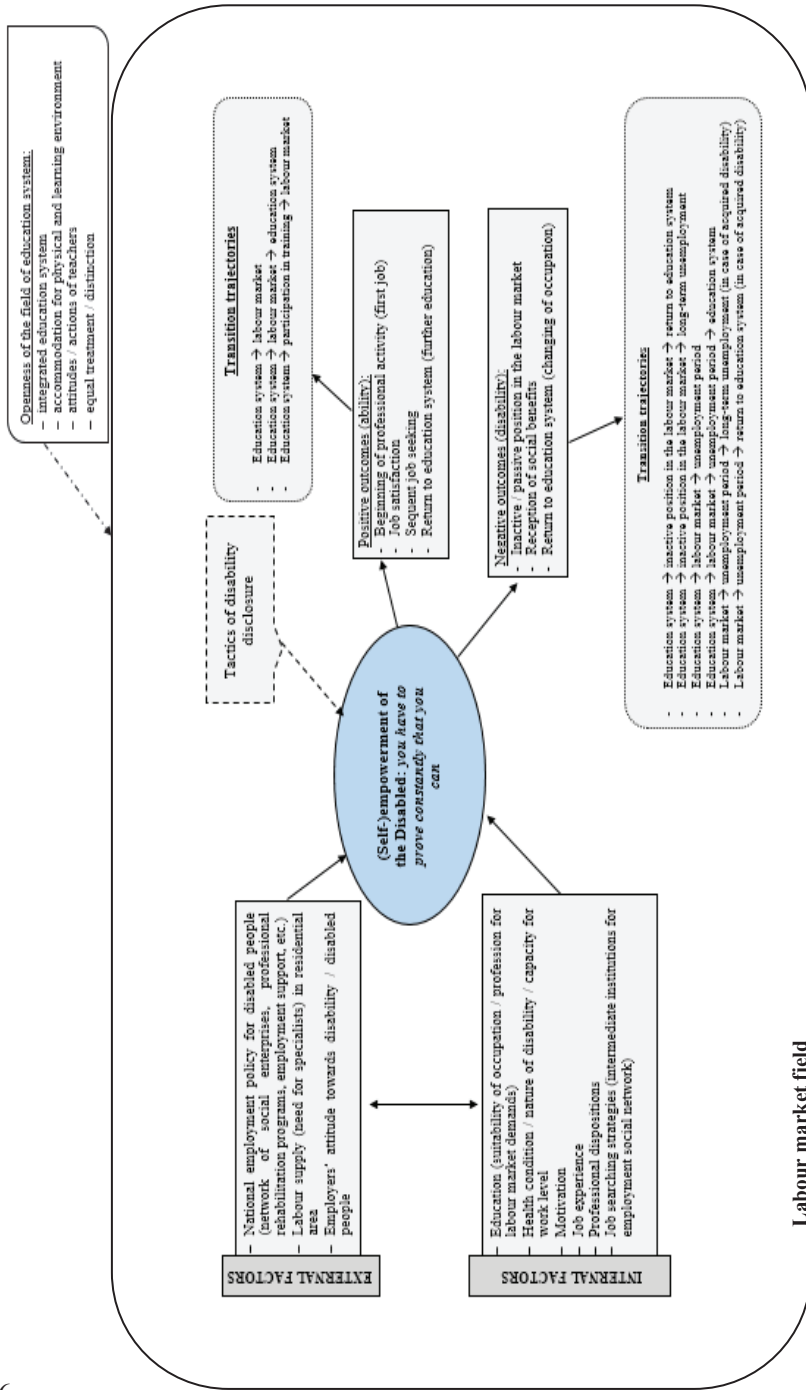 Openness of the field of education system:
– integrated education system
– accommodation for physical and learning environment
– attitudes / actions of teachers
– equal treatment / distinction
EXTERNAL FACTORS
– National employment policy for disabled people
(network of social enterprises, professional
rehabilitation programs, employment support, etc.)
– Labour supply (need for specialists) in residential
area
– Employers' attitude towards disability / disabled
people
INTERNAL FACTORS
– Education (suitability of occupation / profession for
labour market demands)
– Health condition / nature of disability / capacity for
work level
– Motivation
– Job experience
– Professional dispositions
– Job searching strategies (intermediate institutions for
employment social network)
Tactics of disability
disclosure
(Self-)empowerment of
the Disabled: you have to
prove constandly that you
can
Positive outcomes (ability):
- Beginning of professional activity (first job)
- Job satisfaction
- Sequent job seeking
- Return to education system (further education)
Negative outcomes (disability):
- Inactive / passive position in the labour market
- Reception of social benefits
- Return to education system (changing of occupation)
Transition trajectories
- Education system → labour market
- Education system → labour market → education system
- Education system → participation in training → labour market
Transition trajectories
- Education system → inactive position in the labour market → return to education system
- Education system → inactive position in the labour market → long-term unemployment
- Education system → labour market → unemployment period
- Education system → labour market → unemployment period → education system
- Labour market → unemployment period → long-term unemployment (in case of acquired disability)
- Labour market → unemployment period → return to education system (in case of acquired disability)
Labour market field